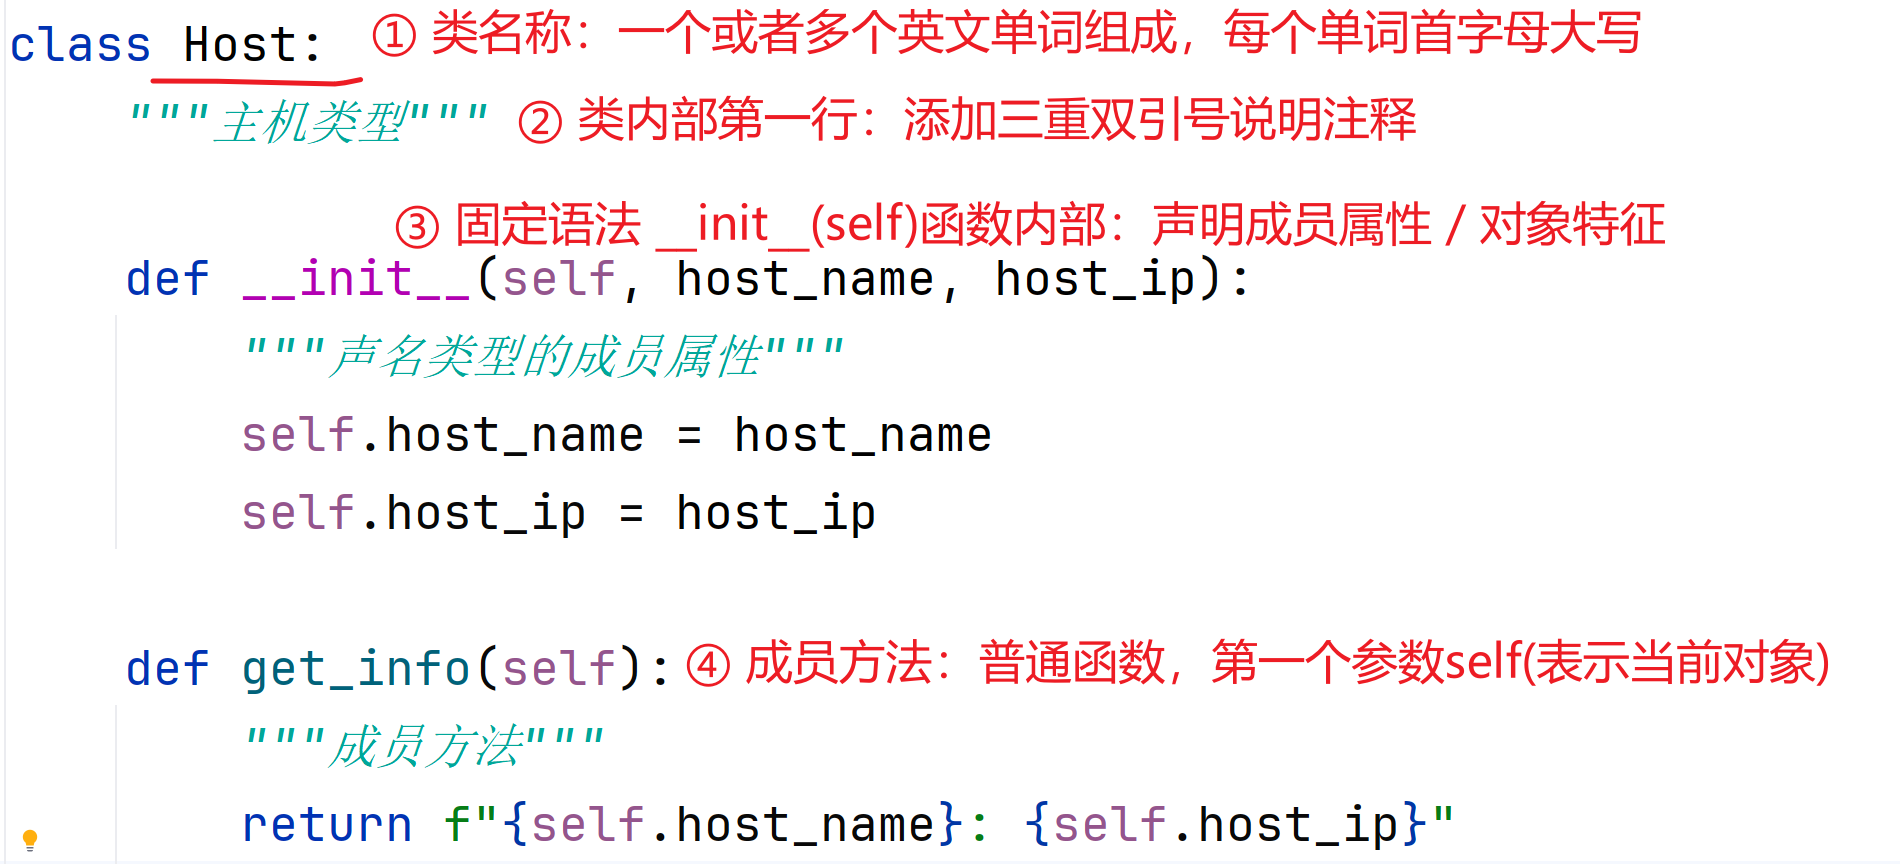 class Host: ① 类名称：一个或者多个英文单词组成，每个单词首字母大写
"""主机类型""" ② 类内部第一行：添加三重双引号说明注释
③ 固定语法 __init__(self)函数内部：声明成员属性 / 对象特征
def __init__(self, host_name, host_ip):
"""声名类型的成员属性"""
self.host_name = host_name
self.host_ip = host_ip
def get_info(self): ④ 成员方法：普通函数，第一个参数self(表示当前对象)
"""成员方法"""
return f"{self.host_name}: {self.host_ip}"